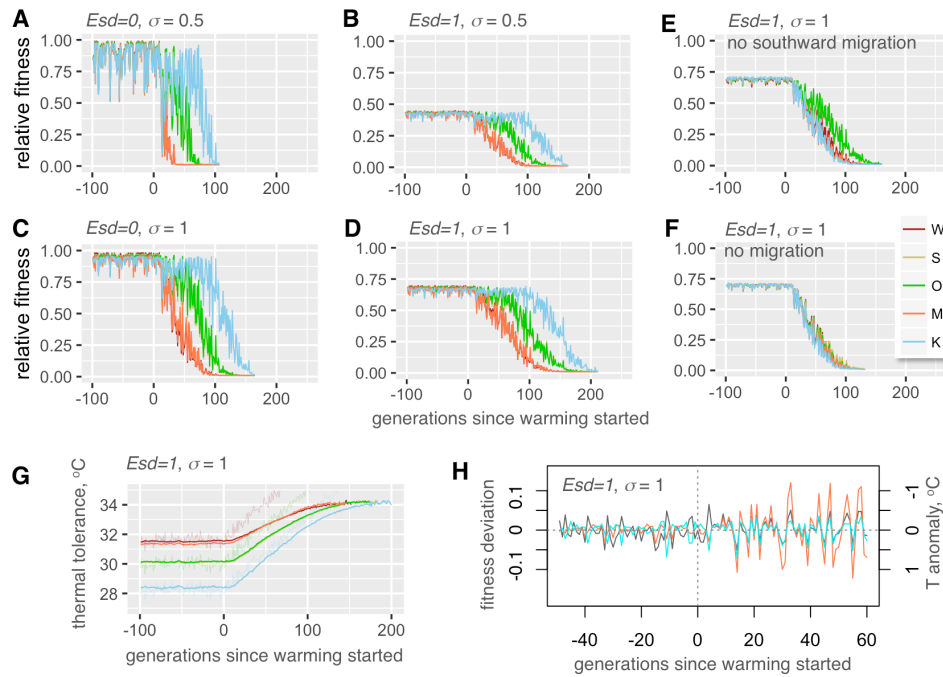 A Esd=0, σ = 0.5
relative fitness
1.00
0.75
0.50
0.25
0.00
-100 0 100 200
B Esd=1, σ = 0.5
1.00
0.75
0.50
0.25
0.00
-100 0 100 200
E Esd=1, σ = 1
no southward migration
1.00
0.75
0.50
0.25
0.00
-100 0 100 200
C Esd=0, σ = 1
relative fitness
1.00
0.75
0.50
0.25
0.00
-100 0 100 200
D Esd=1, σ = 1
1.00
0.75
0.50
0.25
0.00
-100 0 100 200
generations since warming started
F Esd=1, σ = 1
no migration
1.00
0.75
0.50
0.25
0.00
-100 0 100 200
W
S
O
M
K
G Esd=1, σ = 1
thermal tolerance, °C
34
32
30
28
-100 0 100 200
generations since warming started
H Esd=1, σ = 1
fitness deviation
0.1
0
-0.1
-40 -20 0 20 40 60
generations since warming started
-1
0
1
T anomaly, °C